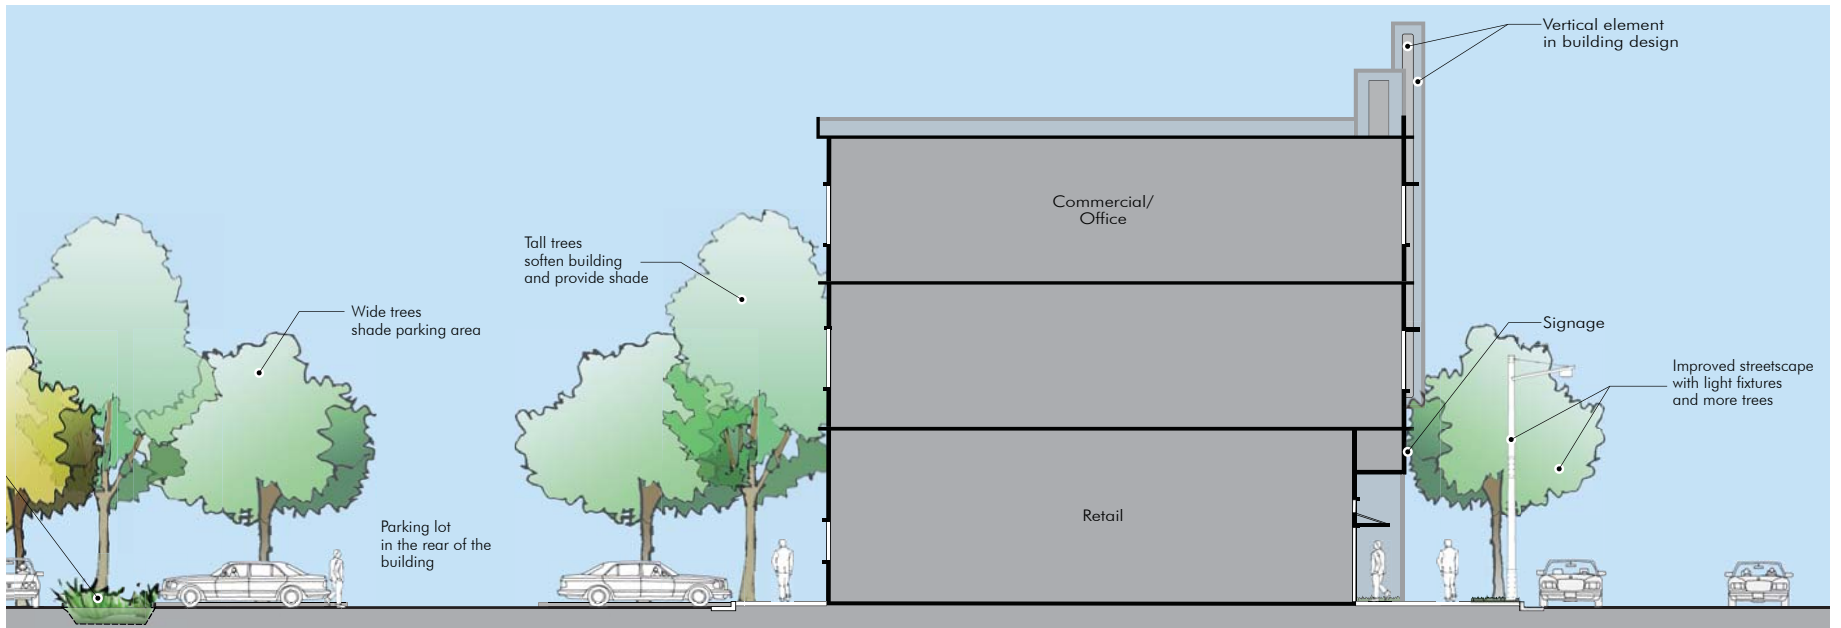 Vertical element
in building design
Commercial/
Office
Tall trees
soften building
and provide shade
Wide trees
shade parking area
Signage
Improved streetscape
with light fixtures
and more trees
Retail
Parking lot
in the rear of the
building